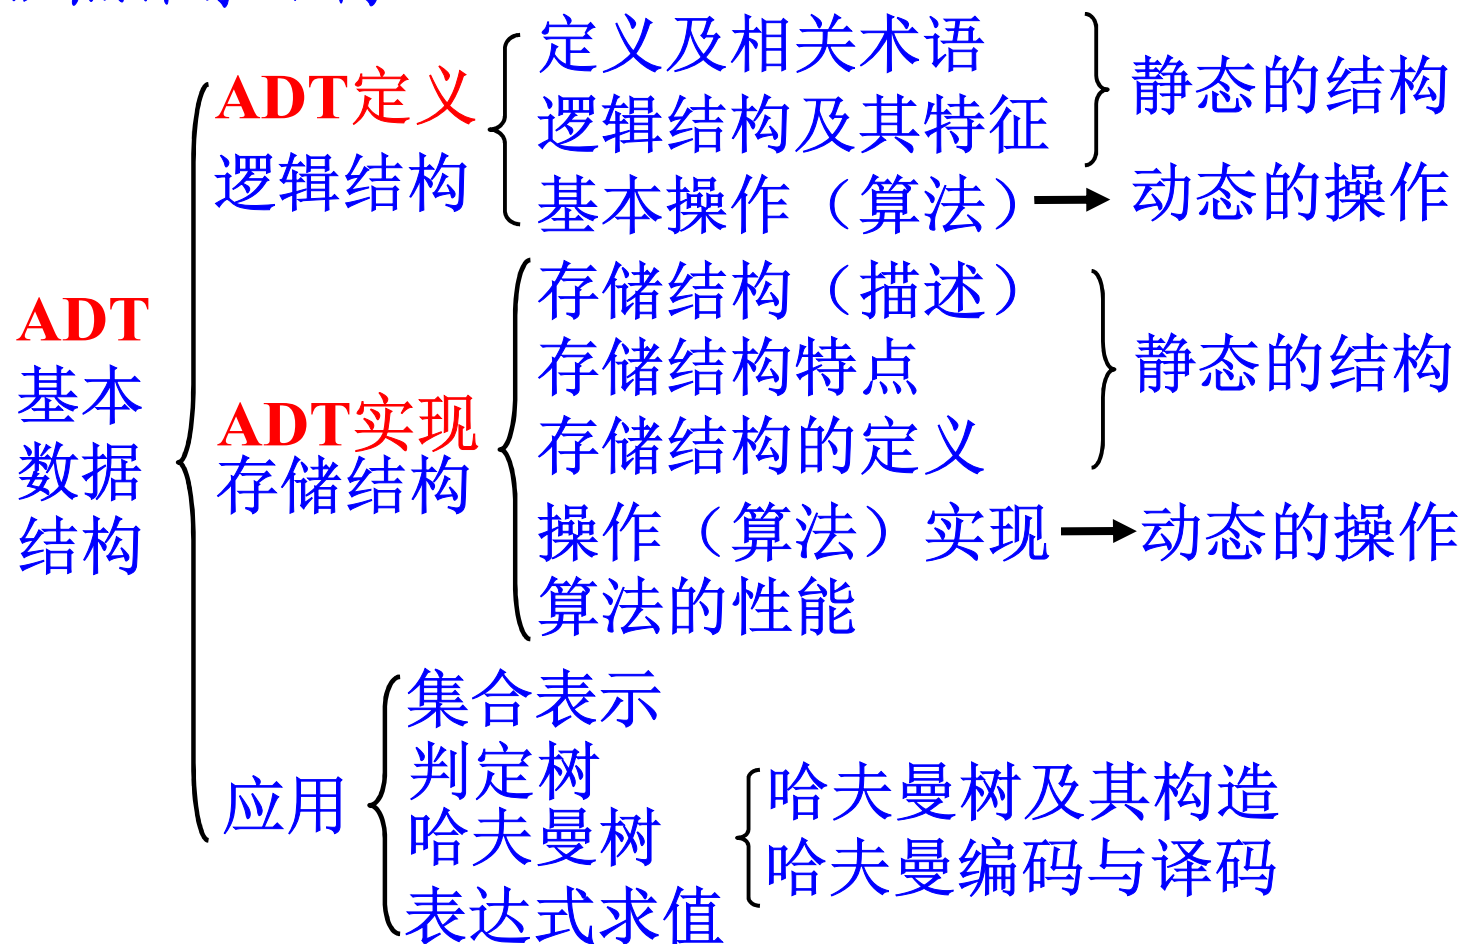 ADT
基本
数据
结构
ADT定义
逻辑结构
定义及相关术语
逻辑结构及其特征
基本操作（算法）
静态的结构
动态的操作
ADT实现
存储结构
存储结构（描述）
存储结构特点
存储结构的定义
操作（算法）实现
算法的性能
静态的结构
动态的操作
应用
集合表示
判定树
哈夫曼树
表达式求值
哈夫曼树及其构造
哈夫曼编码与译码